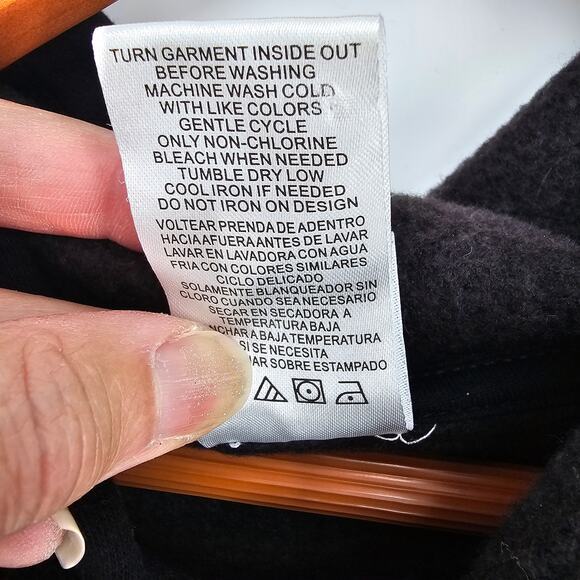 TURN GARMENT INSIDE OUT
BEFORE WASHING
MACHINE WASH COLD
WITH LIKE COLORS
GENTLE CYCLE
ONLY NON-CHLORINE
BLEACH WHEN NEEDED
TUMBLE DRY LOW
COOL IRON IF NEEDED
DO NOT IRON ON DESIGN
VOLTEAR PRENDA DE ADENTRO
HACIA AFUERA ANTES DE LAVAR
LAVAR EN LAVADORA CON AGUA
FRIA CON COLORES SIMILARES
CICLO DELICADO
SOLAMENTE BLANQUEADOR SIN
CLORO CUANDO SEA NECESARIO
SECAR EN SECADORA A
TEMPERATURA BAJA
A BAJA TEMPERATURA
SI SE NECESITA
SOBRE ESTAMPADO